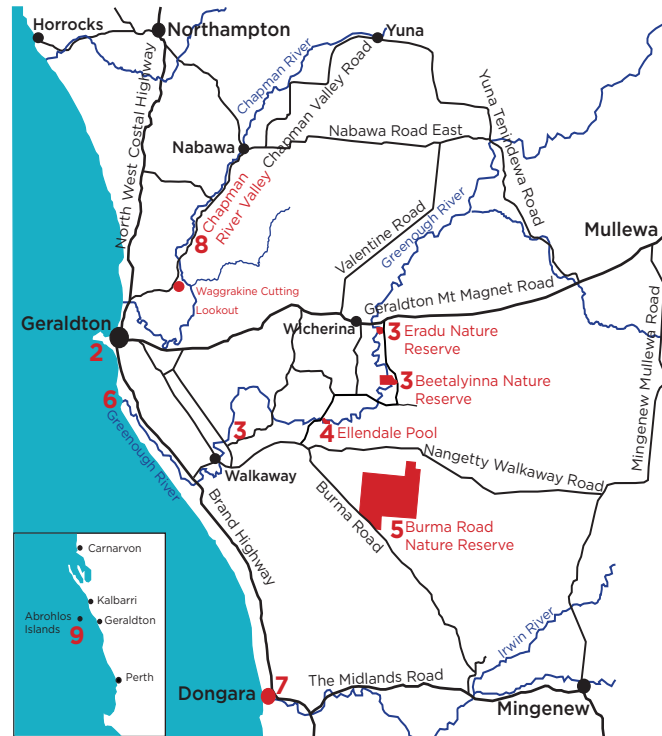 Horrocks
Northampton
Yuna
Chapman River
Chapman Valley Road
North West Costal Highway
Nabawa
Nabawa Road East
Yuna Tenindewa Road
8
Chapman
River Valley
Valentine Road
Greenough River
Mullewa
Waggrakine Cutting
Lookout
Geraldton Mt Magnet Road
Geraldton
2
Wicherina
3 Eradu Nature
Reserve
3 Beetalyinna Nature
Reserve
Mingenew Mullewa Road
6
Greenough River
3
4 Ellendale Pool
Walkaway
Nangetty Walkaway Road
Brand Highway
Burma Road
5 Burma Road
Nature Reserve
Carnarvon
Kalbarri
Abrohlos
Islands
Geraldton
9
Perth
Irwin River
Dongara
7
The Midlands Road
Mingenew